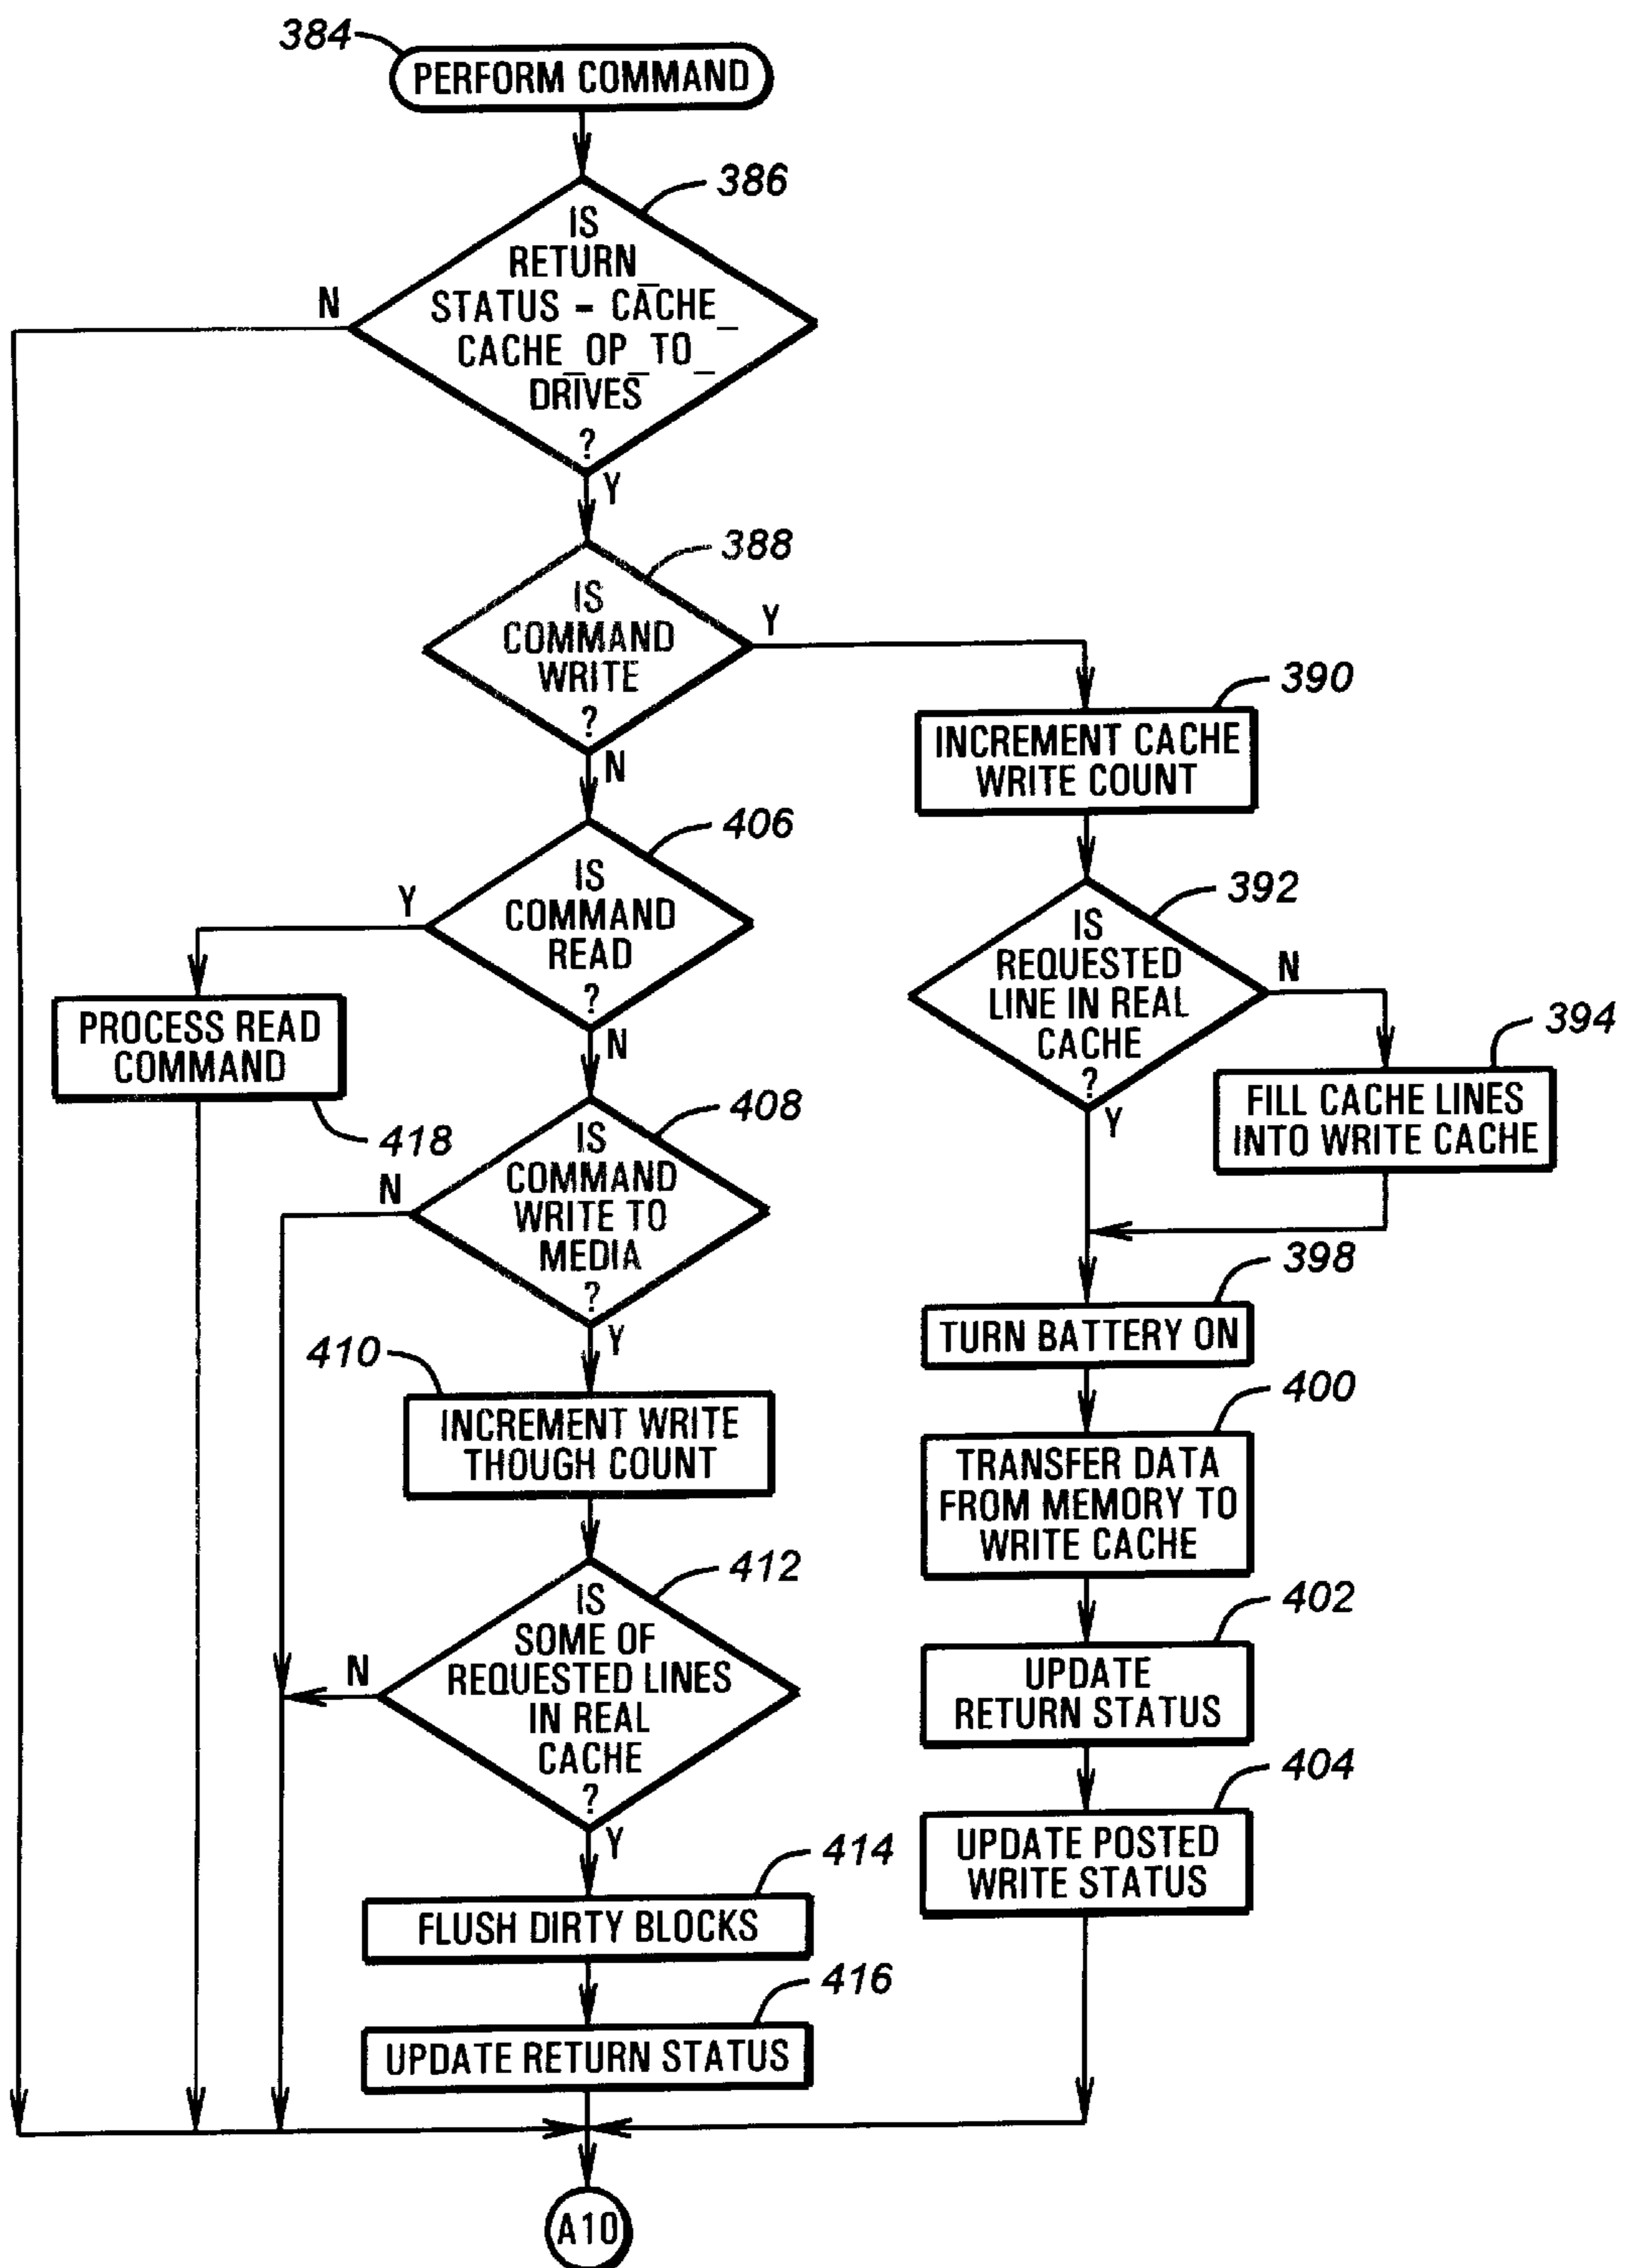 384
PERFORM COMMAND
386
IS
RETURN
STATUS = CACHE_
CACHE_OP_TO_
DRIVES
?
N
Y
388
IS
COMMAND
WRITE
?
Y
N
390
INCREMENT CACHE
WRITE COUNT
406
IS
COMMAND
READ
?
Y
N
392
IS
REQUESTED
LINE IN REAL
CACHE
?
N
Y
394
FILL CACHE LINES
INTO WRITE CACHE
PROCESS READ
COMMAND
418
408
IS
COMMAND
WRITE TO
MEDIA
?
N
Y
398
TURN BATTERY ON
410
INCREMENT WRITE
THOUGH COUNT
400
TRANSFER DATA
FROM MEMORY TO
WRITE CACHE
412
IS
SOME OF
REQUESTED LINES
IN REAL
CACHE
?
N
Y
402
UPDATE
RETURN STATUS
404
UPDATE POSTED
WRITE STATUS
414
FLUSH DIRTY BLOCKS
416
UPDATE RETURN STATUS
A10